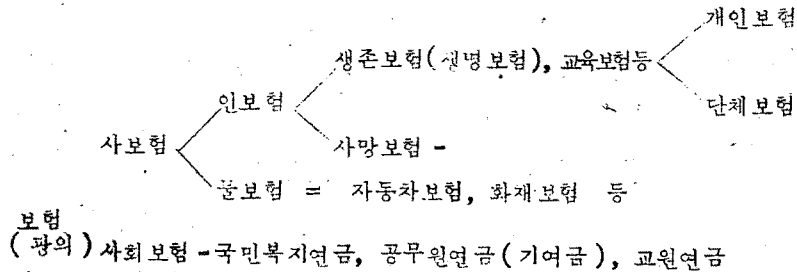 개인보험
생존보험(생명보험), 교육보험등
인보험
단체보험
사보험
사망보험 -
물보험 = 자동차보험, 화재보험 등
보험
(광의) 사회보험 - 국민복지연금, 공무원연금(기여금), 교원연금